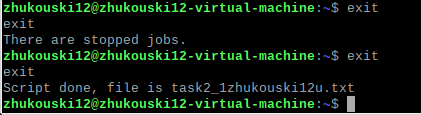 zhukouski12@zhukouski12-virtual-machine:~$ exit
exit
There are stopped jobs.
zhukouski12@zhukouski12-virtual-machine:~$ exit
exit
Script done, file is task2_1zhukouski12u.txt
zhukouski12@zhukouski12-virtual-machine:~$